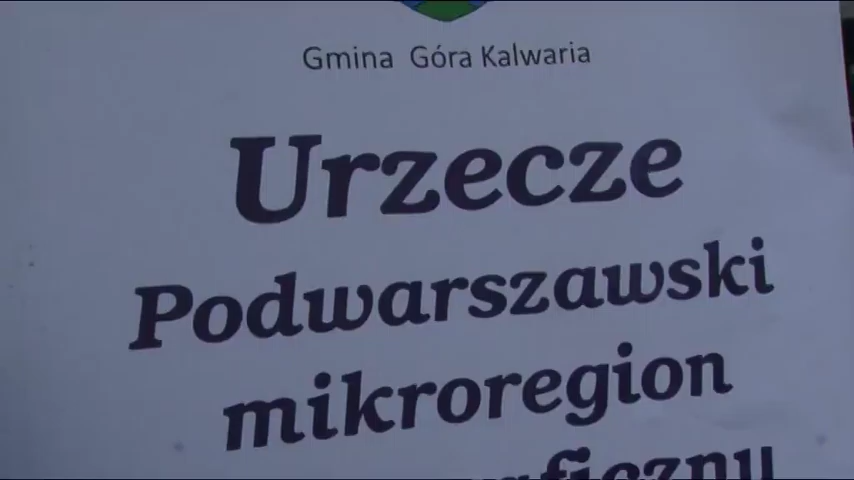 Gmina Góra Kalwaria
Urzecze
Podwarszawski
mikroregion